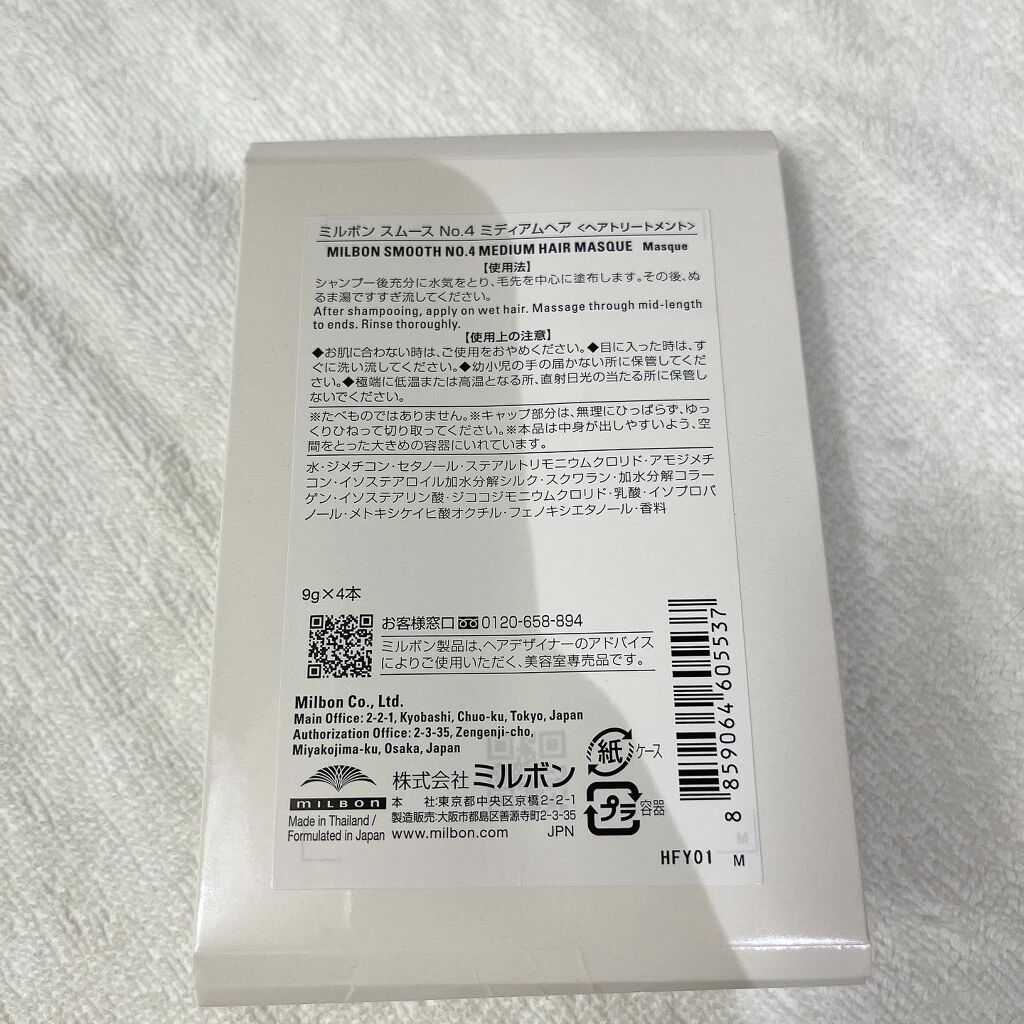 ミルボン スムース No.4 ミディアムヘア <ヘアトリートメント>
MILBON SMOOTH NO.4 MEDIUM HAIR MASQUE Masque
【使用法】
シャンプー後充分に水気をとり、毛先を中心に塗布します。その後、ぬ
るま湯ですすぎ流してください。
After shampooing, apply on wet hair. Massage through mid-length
to ends. Rinse thoroughly.
【使用上の注意】
◆お肌に合わない時は、ご使用をおやめください。◆目に入った時は、す
ぐに洗い流してください。◆幼小児の手の届かない所に保管してくだ
さい。◆極端に低温または高温となる所、直射日光の当たる所に保管し
ないでください。
※たべものではありません。※キャップ部分は、無理にひっぱらず、ゆっ
くりひねって切り取ってください。※本品は中身が出しやすいよう、空
間をとった大きめの容器にいれています。
水・ジメチコン・セタノール・ステアルトリモニウムクロリド・アモジメチ
コン・イソステアロイル加水分解シルク・スクワラン・加水分解コラー
ゲン・イソステアリン酸・ジココジモニウムクロリド・乳酸・イソプロパ
ノール・メトキシケイヒ酸オクチル・フェノキシエタノール・香料
9g×4本
お客様窓口 0120-658-894
ミルボン製品は、ヘアデザイナーのアドバイス
によりご使用いただく、美容室専売品です。
Milbon Co., Ltd.
Main Office: 2-2-1, Kyobashi, Chuo-ku, Tokyo, Japan
Authorization Office: 2-3-35, Zengenji-cho,
Miyakojima-ku, Osaka, Japan
紙 ケース
株式会社 ミルボン
プラ 容器
MILBON
本 社:東京都中央区京橋2-2-1
製造販売:大阪市都島区善源寺町2-3-35
Made in Thailand/
Formulated in Japan
www.milbon.com JPN
8 859064 605537
HFY01 M